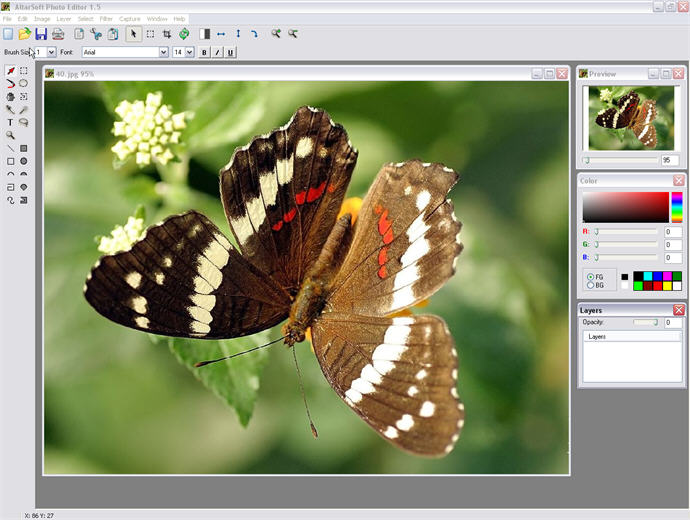 AltarSoft Photo Editor 1.5
File Edit Image Layer Select Filter Capture Window Help
Brush Size 1 Font: Arial 14 B I U
40.jpg 95%
Preview
95
Color
R: 0
G: 0
B: 0
FG
BG
Layers
Opacity: 0
Layers
T
X: 86 Y: 27